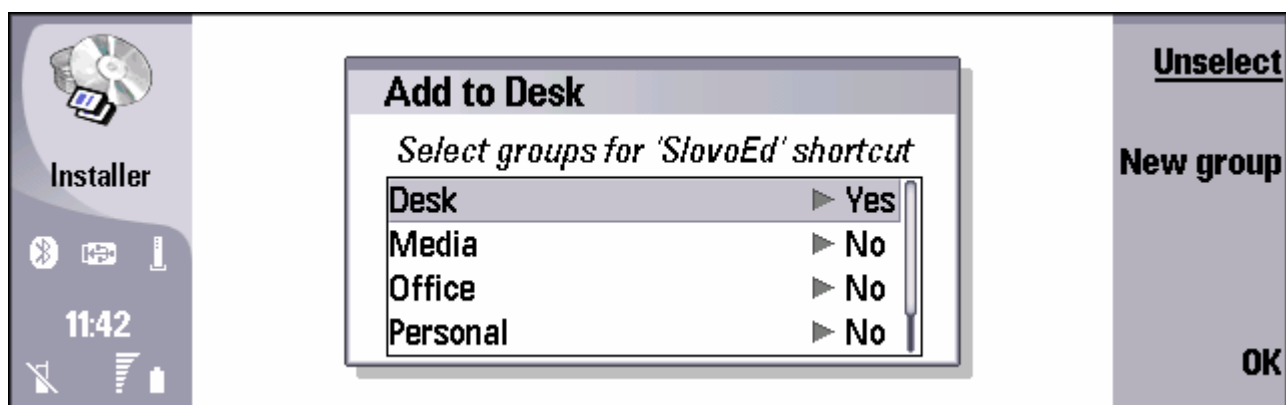 Installer
11:42
Add to Desk
Select groups for 'SlovoEd' shortcut
Desk Yes
Media No
Office No
Personal No
Unselect
New group
OK